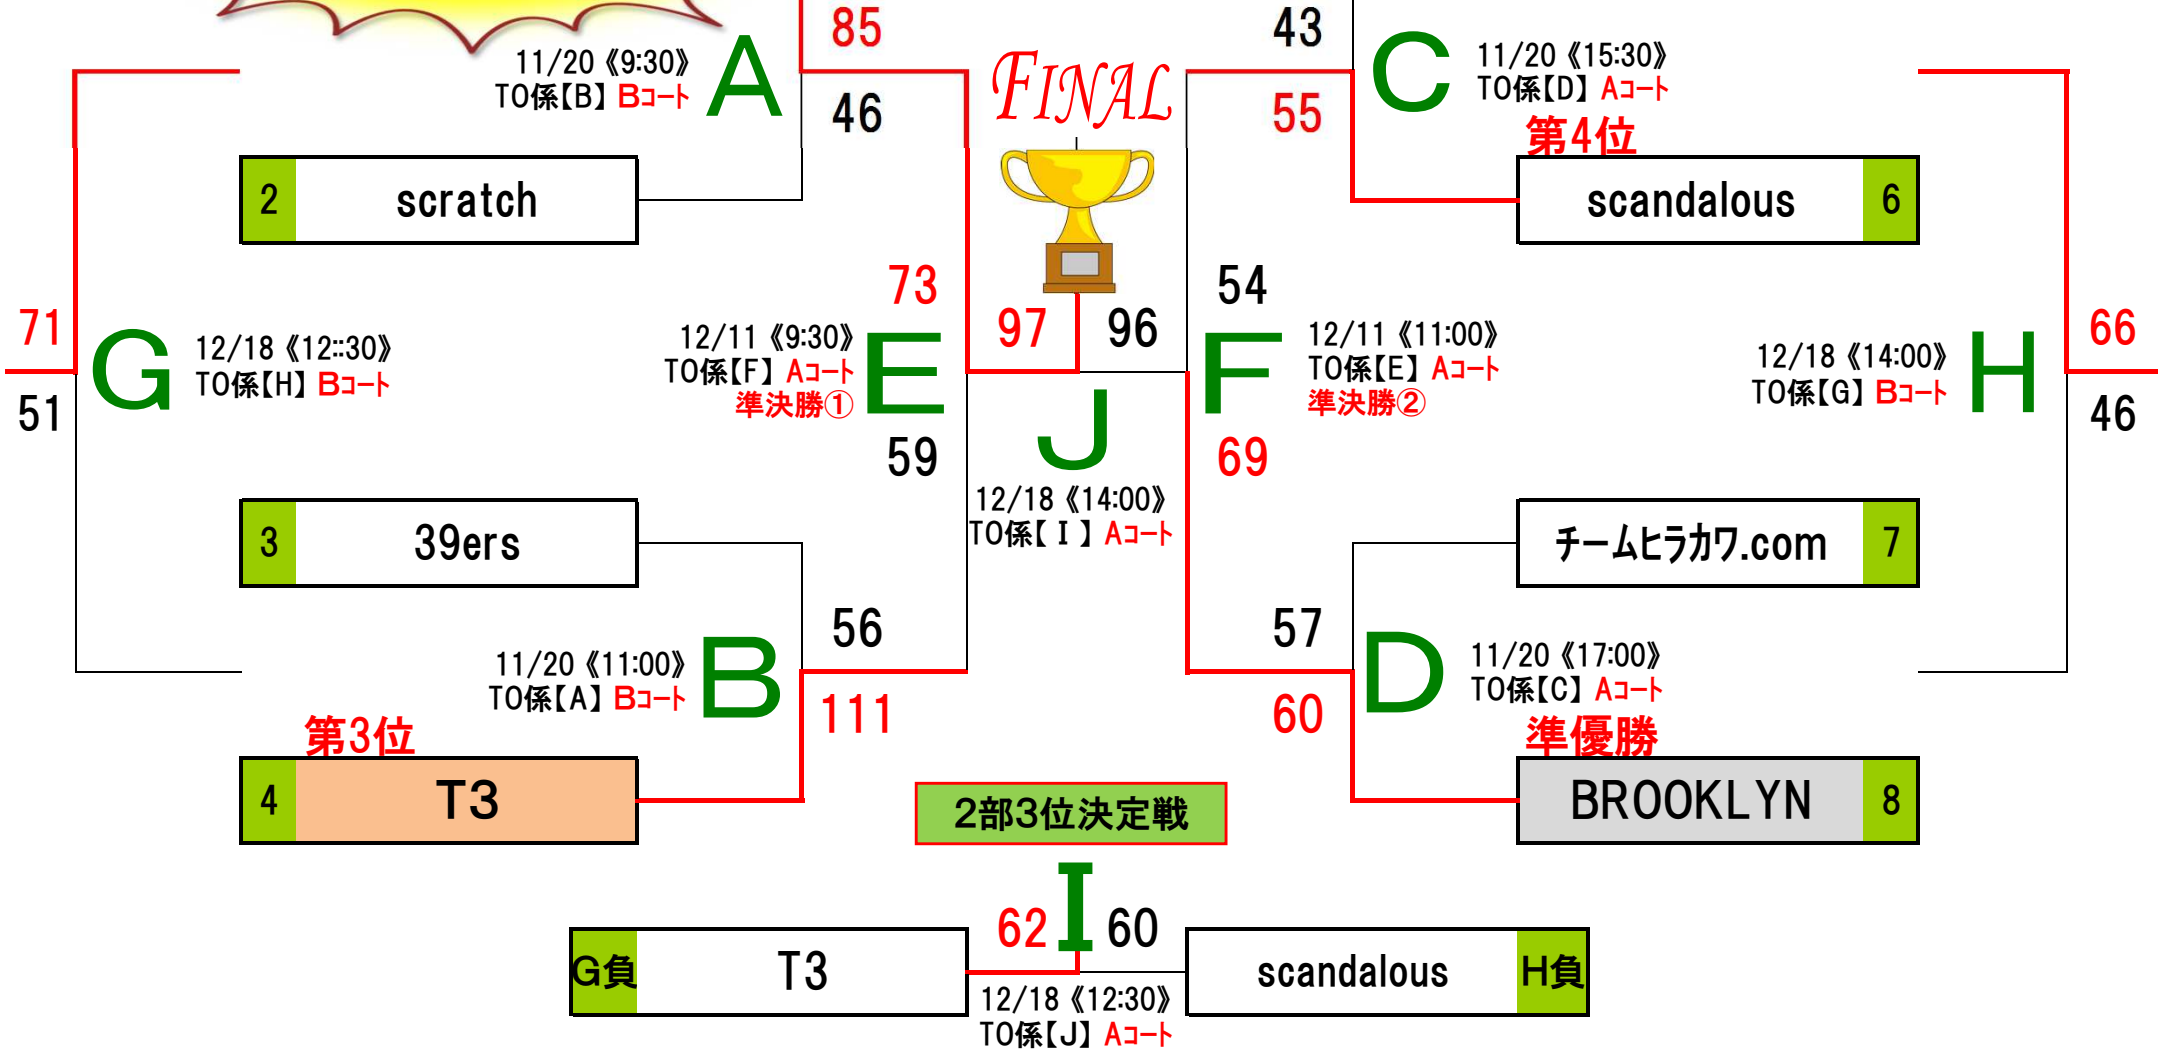 85
43
11/20 《9:30》
TO係【B】 Bコート
A
46
FINAL
55
C
11/20 《15:30》
TO係【D】 Aコート
第4位
2 scratch
scandalous 6
73
54
71
G
12/18 《12::30》
TO係【H】 Bコート
51
12/11 《9:30》
TO係【F】 Aコート
準決勝①
E
59
97
96
J
12/18 《14:00》
TO係【I】 Aコート
F
12/11 《11:00》
TO係【E】 Aコート
準決勝②
69
12/18 《14:00》
TO係【G】 Bコート
H
66
46
3 39ers
チームヒラカワ.com 7
56
57
11/20 《11:00》
TO係【A】 Bコート
B
111
60
D
11/20 《17:00》
TO係【C】 Aコート
第3位
準優勝
4 T3
BROOKLYN 8
2部3位決定戦
62
I
60
G負 T3
scandalous H負
12/18 《12:30》
TO係【J】 Aコート